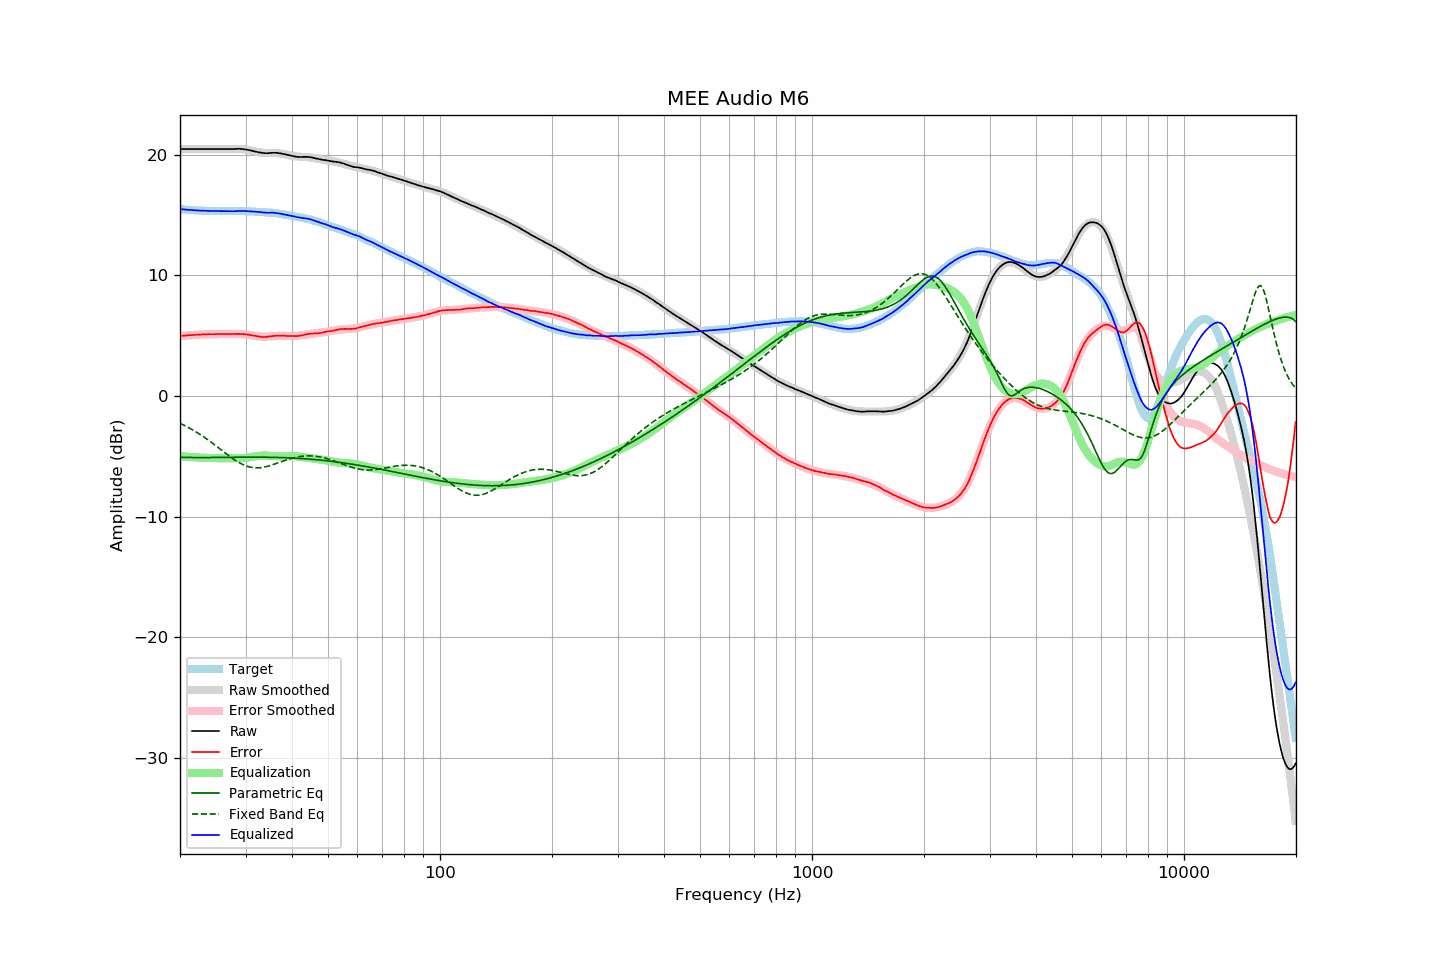 MEE Audio M6
20
10
0
−10
−20
−30
Amplitude (dBr)
100
1000
10000
Frequency (Hz)
Target
Raw Smoothed
Error Smoothed
Raw
Error
Equalization
Parametric Eq
Fixed Band Eq
Equalized